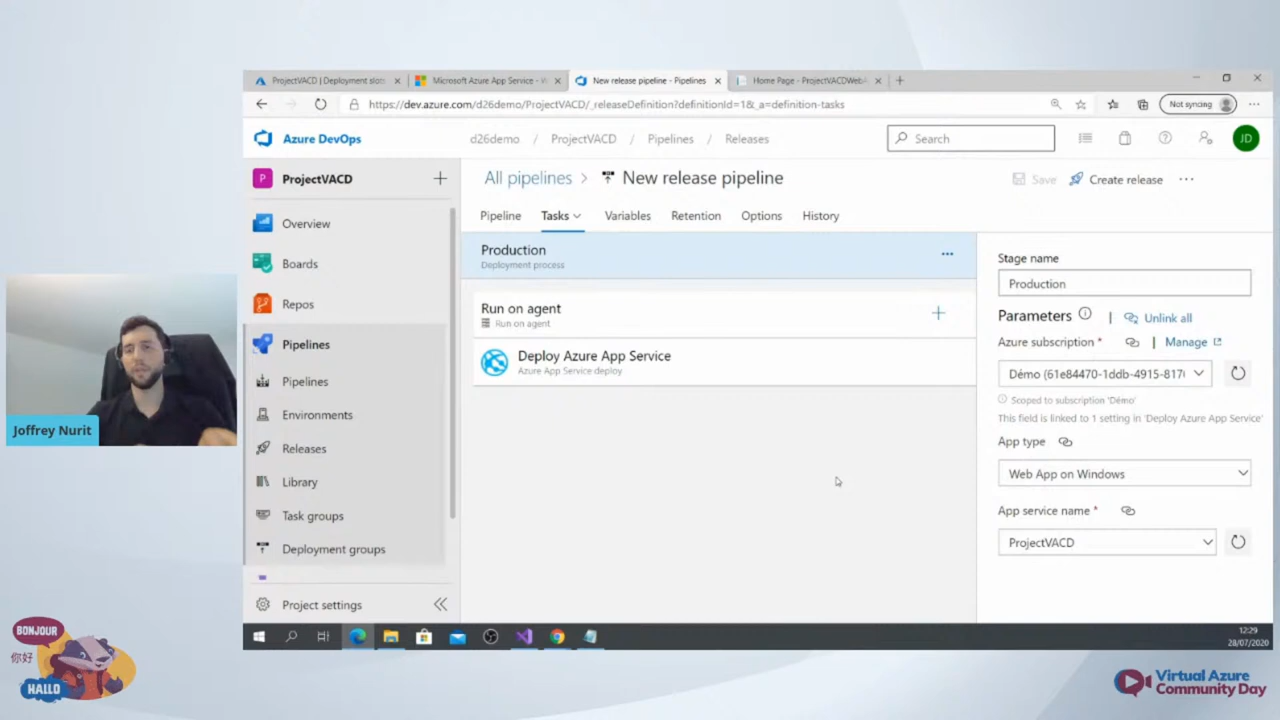 ProjectVACD | Deployment slots
Microsoft Azure App Service - W
New release pipeline - Pipelines
Home Page - ProjectVACDWebA
https://dev.azure.com/d26demo/ProjectVACD/_releaseDefinition?definitionId=1&_a=definition-tasks
Not syncing
Azure DevOps
d26demo / ProjectVACD / Pipelines / Releases
Search
JD
P ProjectVACD
All pipelines > New release pipeline
Save
Create release
Overview
Pipeline Tasks Variables Retention Options History
Boards
Production
Deployment process
Stage name
Production
Repos
Run on agent
Run on agent
Parameters | Unlink all
Pipelines
Azure subscription * | Manage
Deploy Azure App Service
Azure App Service deploy
Démo (61e84470-1ddb-4915-817
Pipelines
Scoped to subscription 'Démo'
This field is linked to 1 setting in 'Deploy Azure App Service'
Environments
App type
Joffrey Nurit
Releases
Web App on Windows
Library
App service name *
Task groups
ProjectVACD
Deployment groups
Project settings
12:29
28/07/2020
BONJOUR
你好
HALLO
Virtual Azure
Community Day